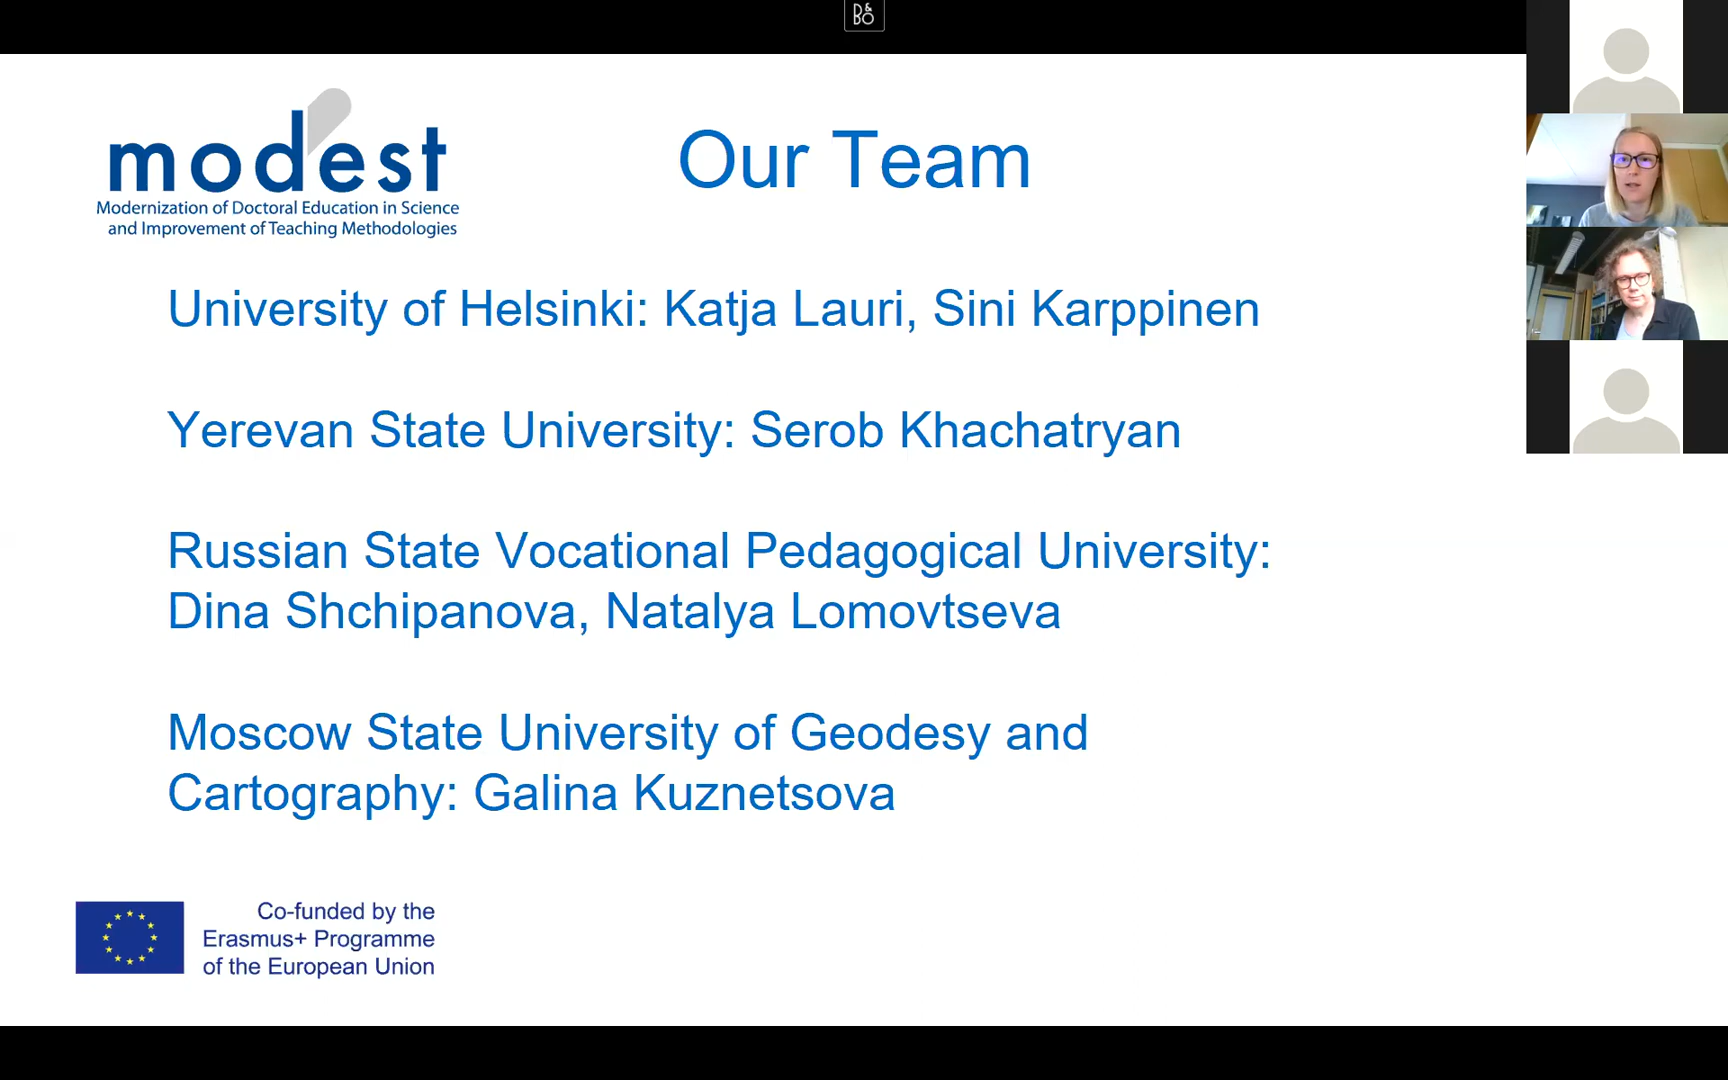 B&O
modest
Modernization of Doctoral Education in Science
and Improvement of Teaching Methodologies
Our Team
University of Helsinki: Katja Lauri, Sini Karppinen
Yerevan State University: Serob Khachatryan
Russian State Vocational Pedagogical University:
Dina Shchipanova, Natalya Lomovtseva
Moscow State University of Geodesy and
Cartography: Galina Kuznetsova
Co-funded by the
Erasmus+ Programme
of the European Union